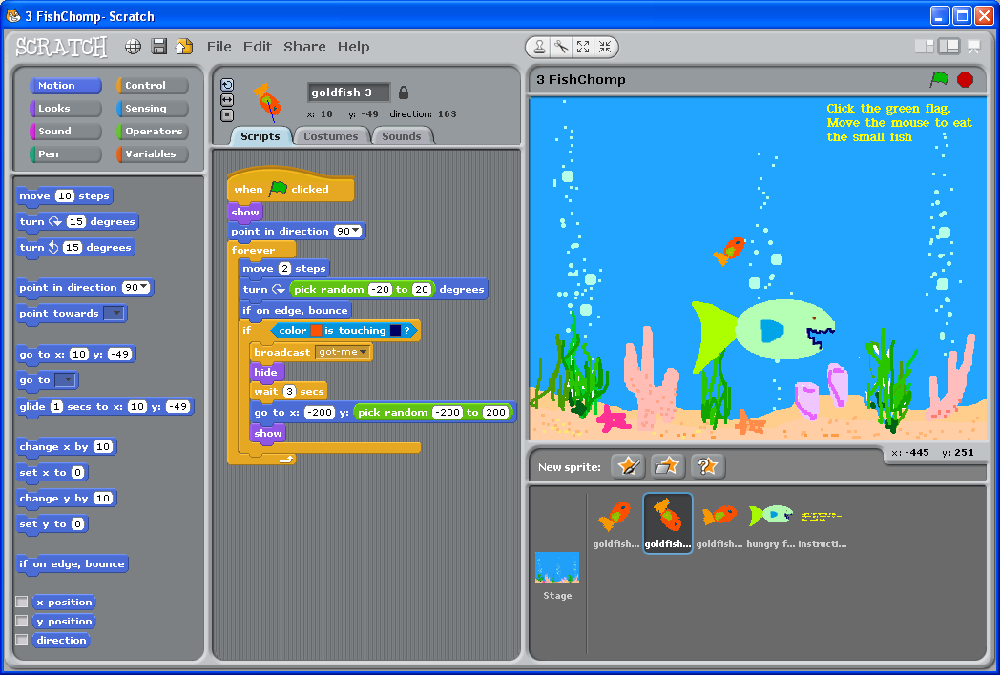 3 FishChomp- Scratch
SCRATCH File Edit Share Help
Motion Control
Looks Sensing
Sound Operators
Pen Variables
move 10 steps
turn 15 degrees
turn 15 degrees
point in direction 90
point towards
go to x: 10 y: -49
go to
glide 1 secs to x: 10 y: -49
change x by 10
set x to 0
change y by 10
set y to 0
if on edge, bounce
x position
y position
direction
goldfish 3
x: 10 y: -49 direction: 163
Scripts Costumes Sounds
when clicked
show
point in direction 90
forever
move 2 steps
turn pick random -20 to 20 degrees
if on edge, bounce
if color is touching ?
broadcast got-me
hide
wait 3 secs
go to x: -200 y: pick random -200 to 200
show
3 FishChomp
Click the green flag.
Move the mouse to eat
the small fish
x: -445 y: 251
New sprite:
goldfish... goldfish... goldfish... hungry f... instructi...
Stage